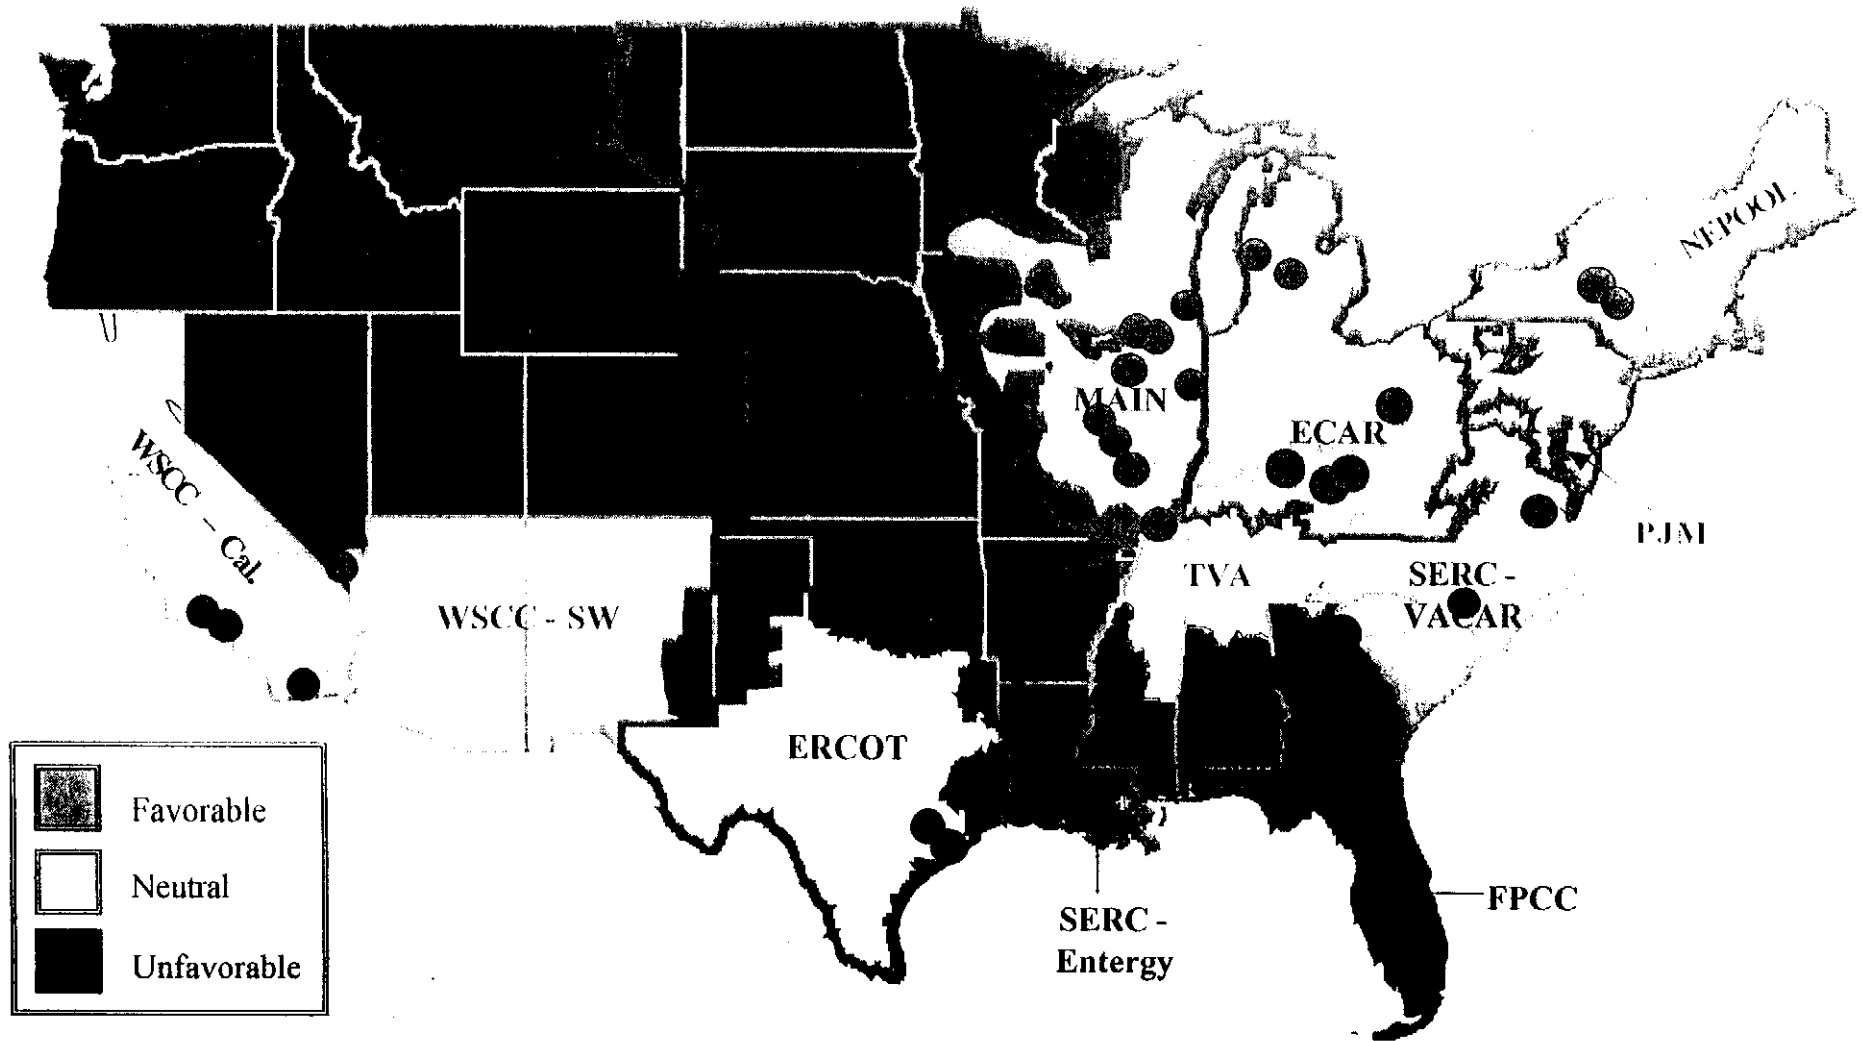 NEPOOL
MAIN
ECAR
WSCC - Cal.
PJM
TVA
SERC -
VACAR
WSCC - SW
ERCOT
Favorable
Neutral
Unfavorable
FPCC
SERC -
Entergy